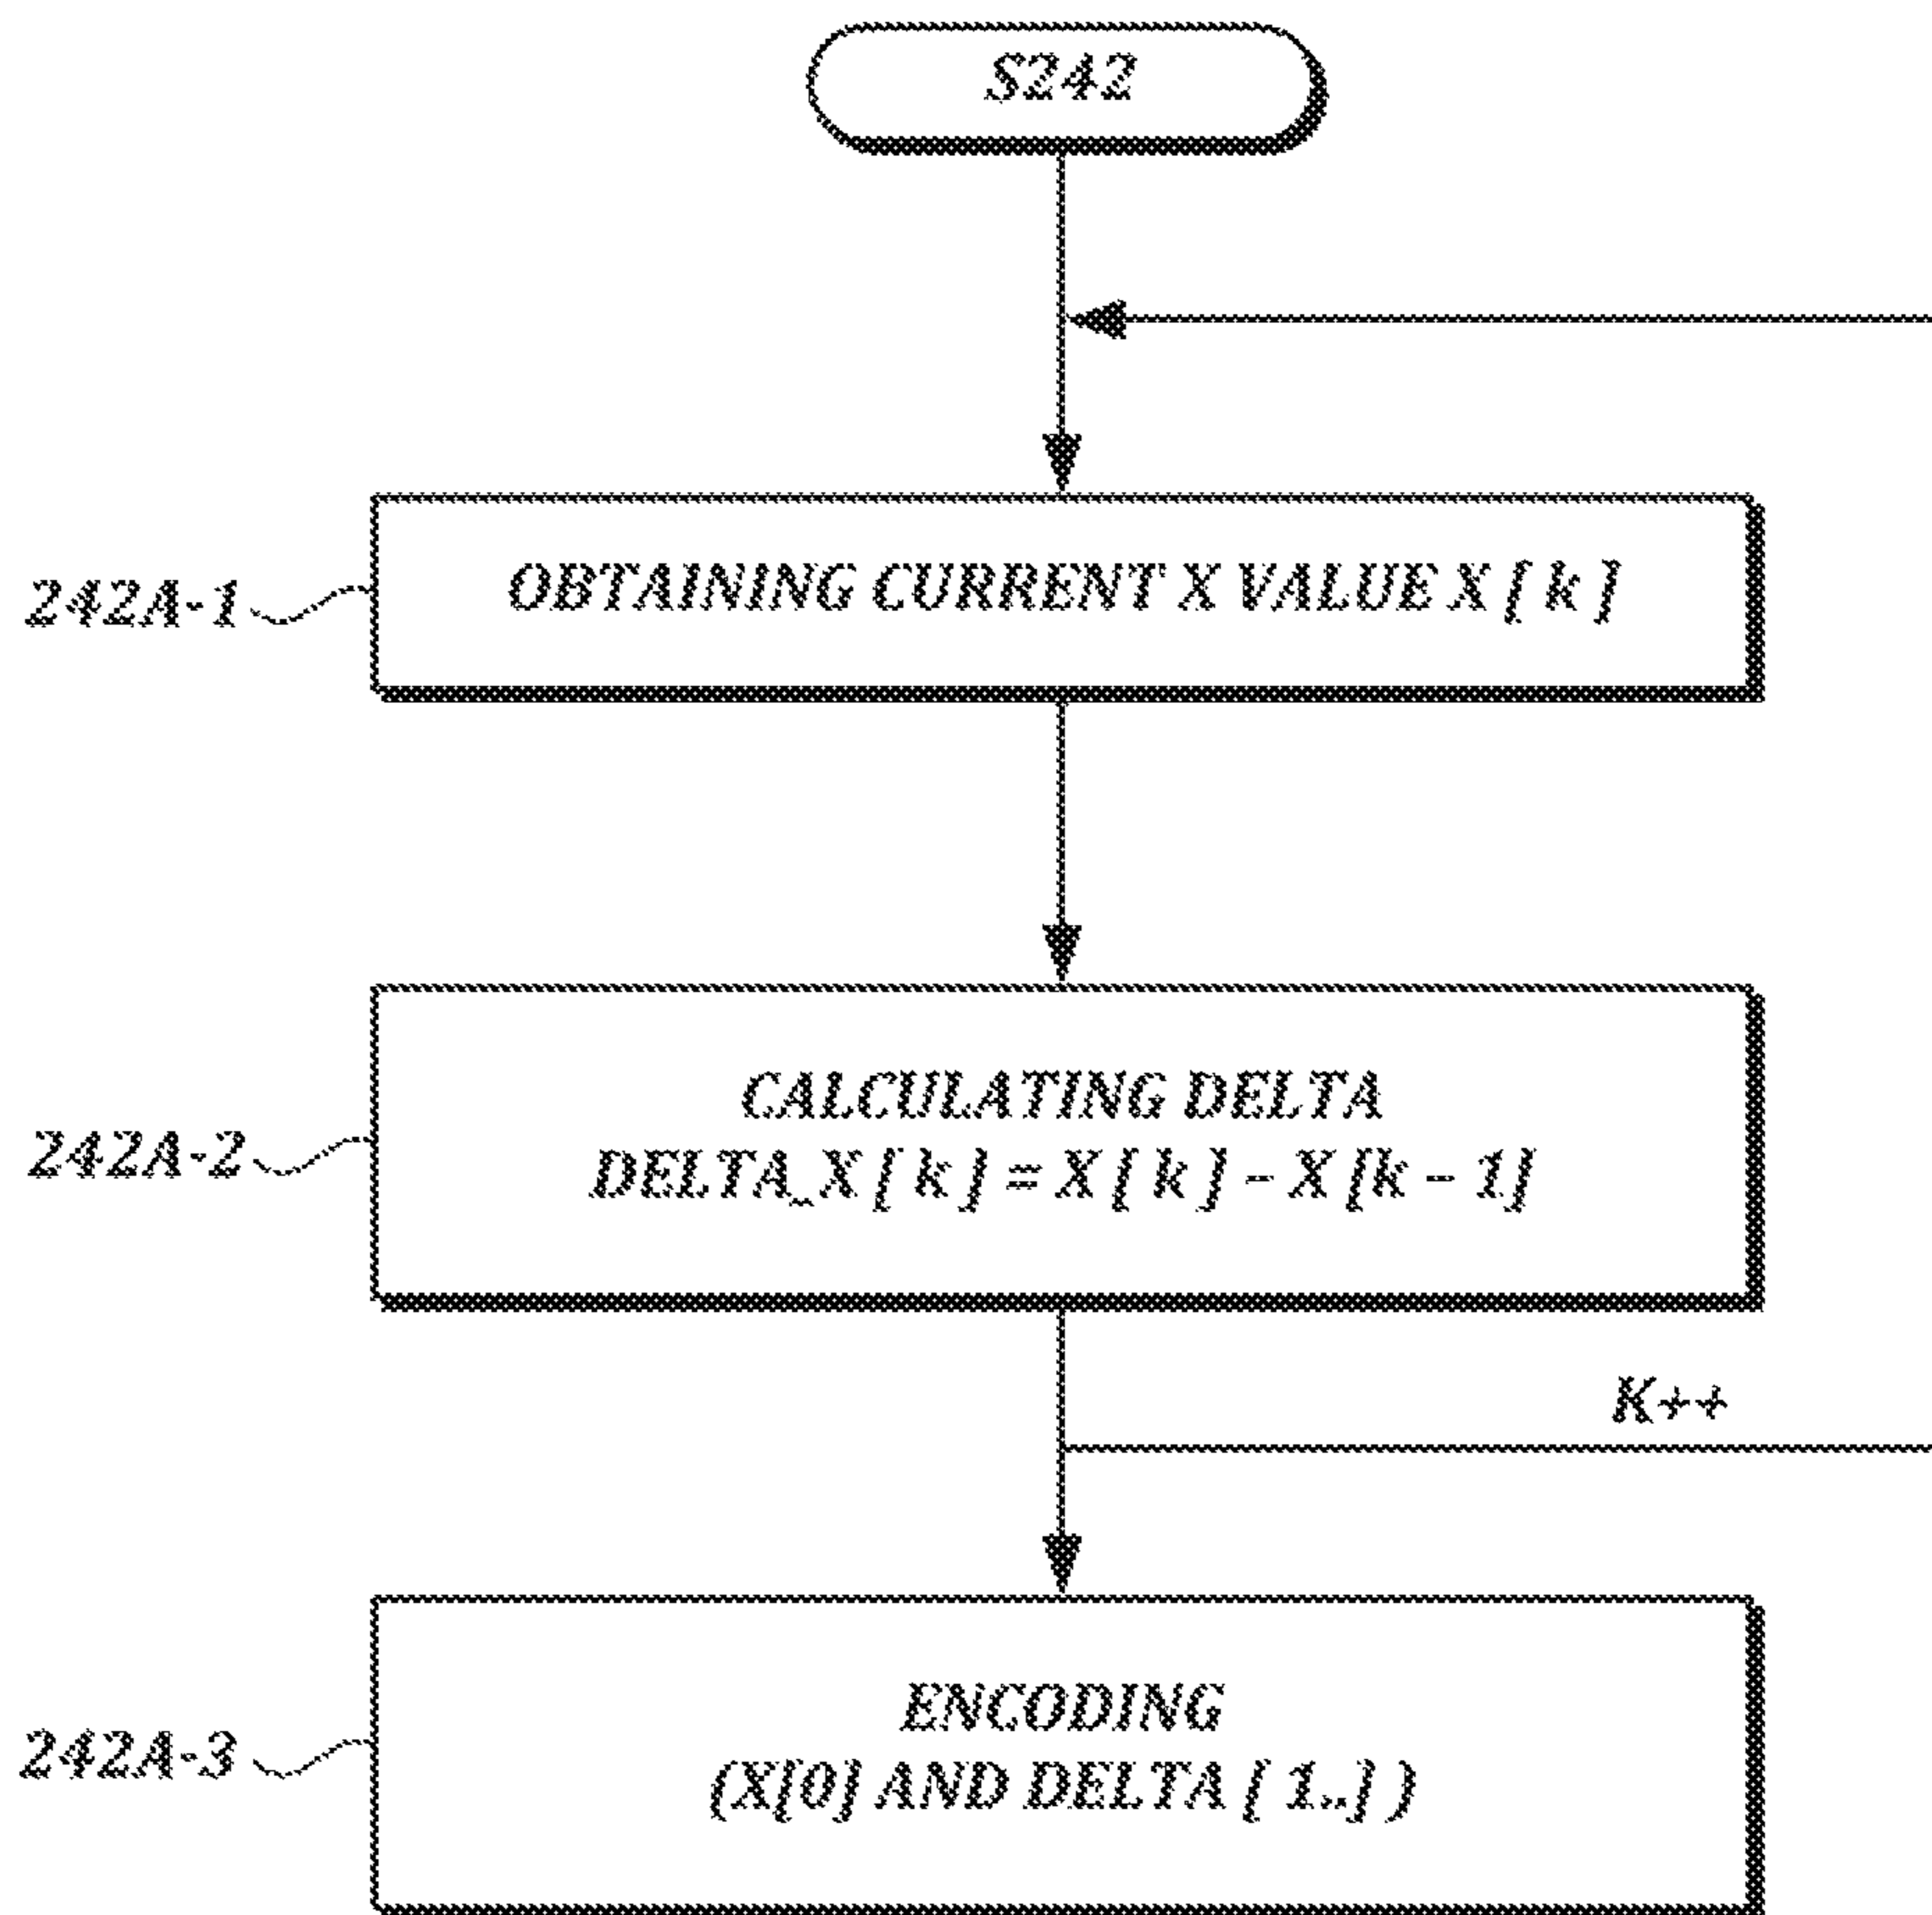 S242
242A-1
OBTAINING CURRENT X VALUE X [ k ]
242A-2
CALCULATING DELTA
DELTA_X [ k ] = X [ k ] - X [k - 1]
K++
242A-3
ENCODING
(X[0] AND DELTA [ 1..] )